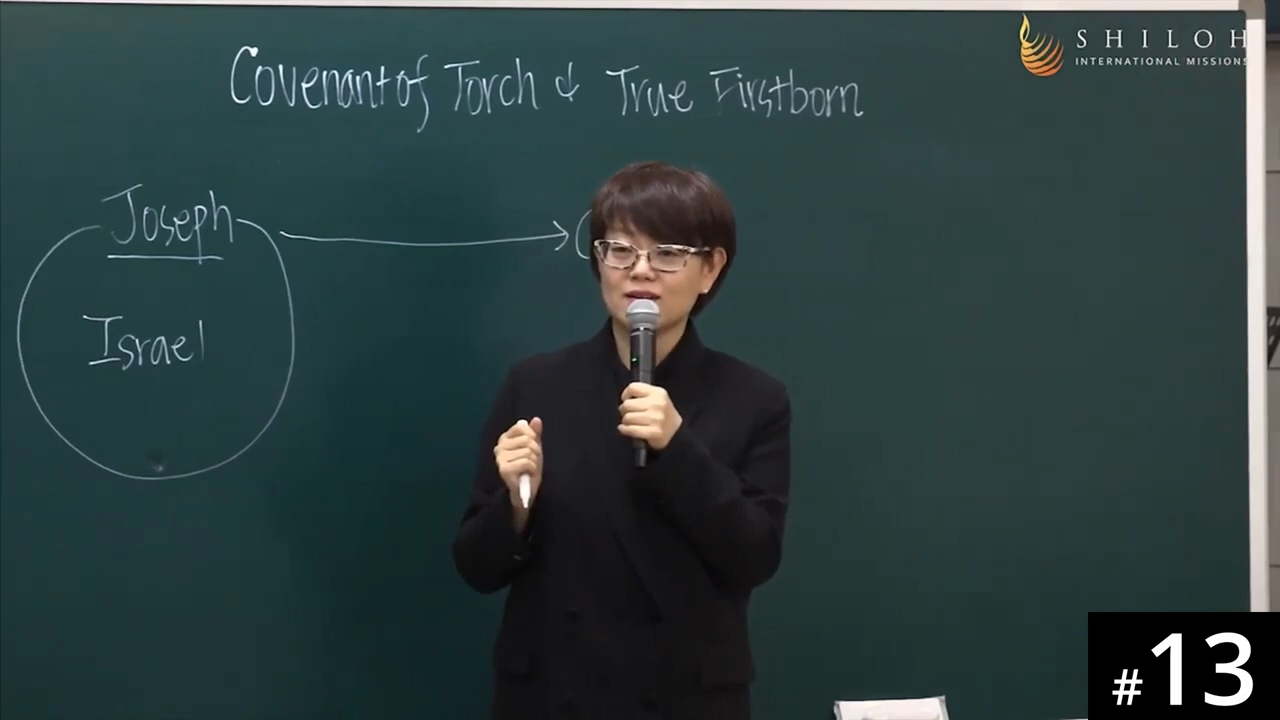 SHILOH
INTERNATIONAL MISSIONS
Covenant of Torch & True Firstborn
Joseph
Israel
#13